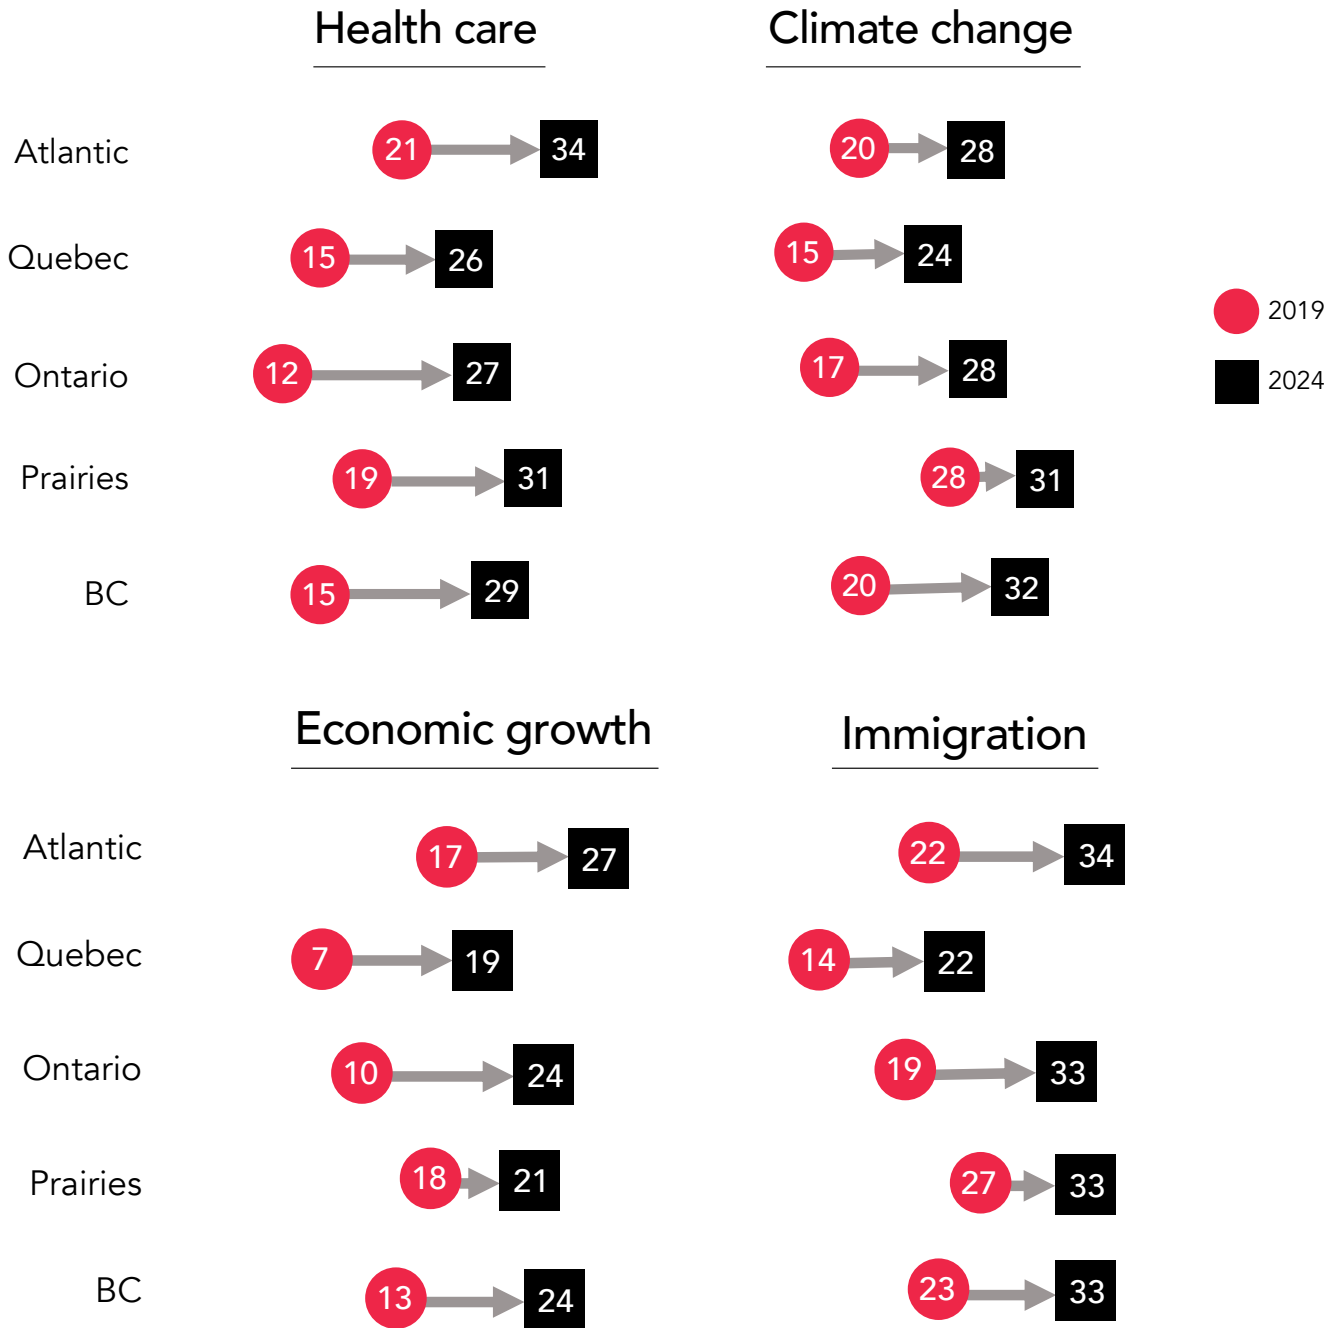 Health care Climate change
Atlantic 21 34 20 28
Quebec 15 26 15 24
2019
Ontario 12 27 17 28
2024
Prairies 19 31 28 31
BC 15 29 20 32
Economic growth Immigration
Atlantic 17 27 22 34
Quebec 7 19 14 22
Ontario 10 24 19 33
Prairies 18 21 27 33
BC 13 24 23 33